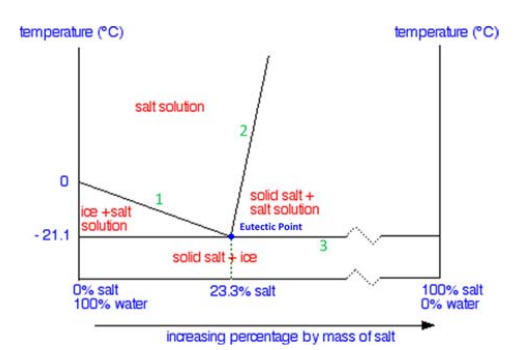 temperature (°C)
temperature (°C)
salt solution
2
0
1
solid salt +
salt solution
ice +salt
solution
Eutectic Point
- 21.1
3
solid salt + ice
0% salt
100% water
23.3% salt
100% salt
0% water
increasing percentage by mass of salt